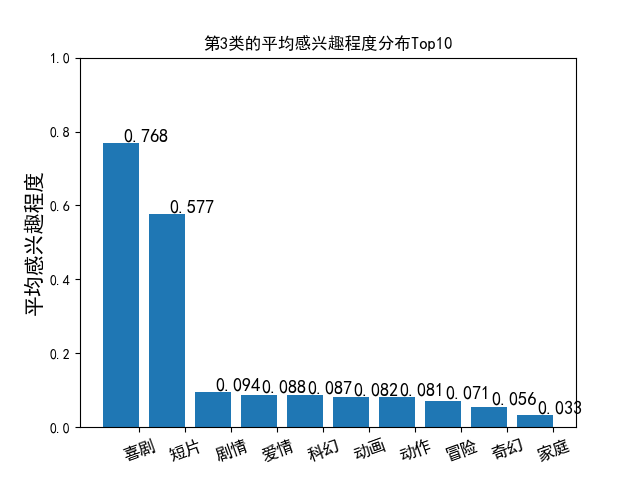 第3类的平均感兴趣程度分布Top10
平均感兴趣程度
1.0
0.8
0.6
0.4
0.2
0.0
0.768
0.577
0.094
0.088
0.087
0.082
0.081
0.071
0.056
0.033
喜剧
短片
剧情
爱情
科幻
动画
动作
冒险
奇幻
家庭